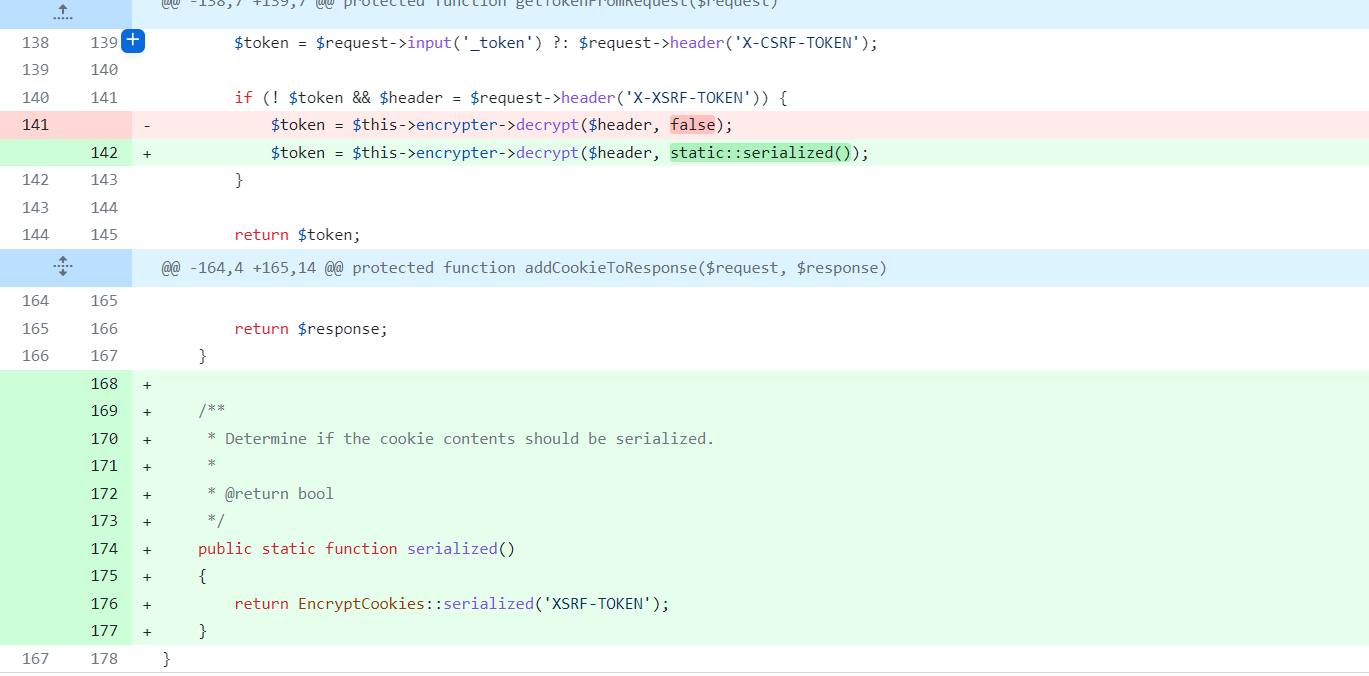 @@ -138,7 +139,7 @@ protected function getTokenFromRequest($request)
138 139 + $token = $request->input('_token') ?: $request->header('X-CSRF-TOKEN');
139 140
140 141 if (! $token && $header = $request->header('X-XSRF-TOKEN')) {
141 - $token = $this->encrypter->decrypt($header, false);
142 + $token = $this->encrypter->decrypt($header, static::serialized());
142 143 }
143 144
144 145 return $token;
@@ -164,4 +165,14 @@ protected function addCookieToResponse($request, $response)
164 165
165 166 return $response;
166 167 }
168 +
169 + /**
170 + * Determine if the cookie contents should be serialized.
171 + *
172 + * @return bool
173 + */
174 + public static function serialized()
175 + {
176 + return EncryptCookies::serialized('XSRF-TOKEN');
177 + }
167 178 }